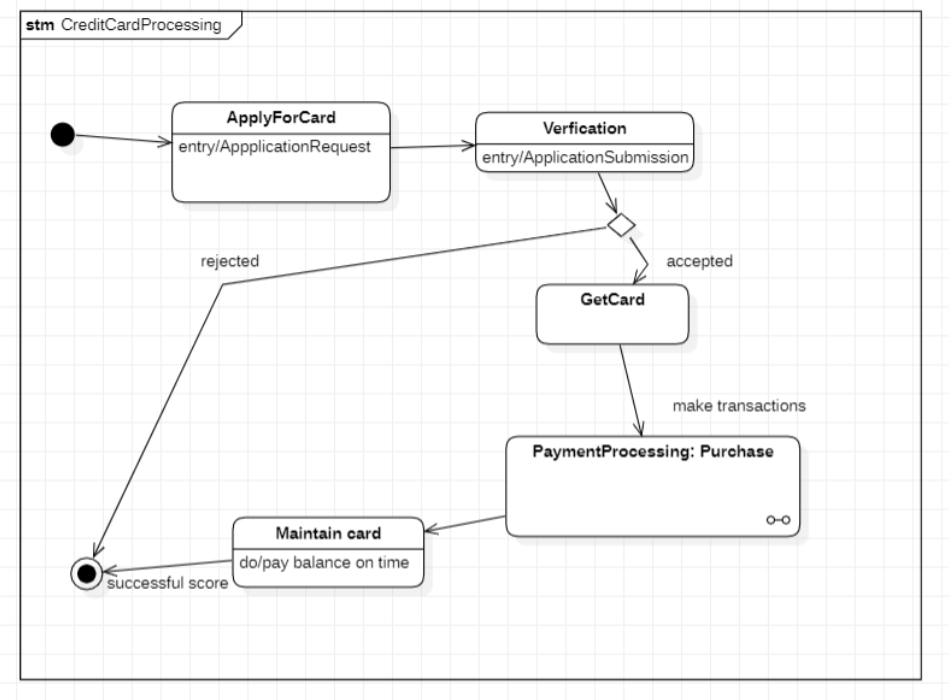 stm CreditCardProcessing
ApplyForCard
entry/AppplicationRequest
Verfication
entry/ApplicationSubmission
rejected
accepted
GetCard
make transactions
PaymentProcessing: Purchase
Maintain card
do/pay balance on time
successful score